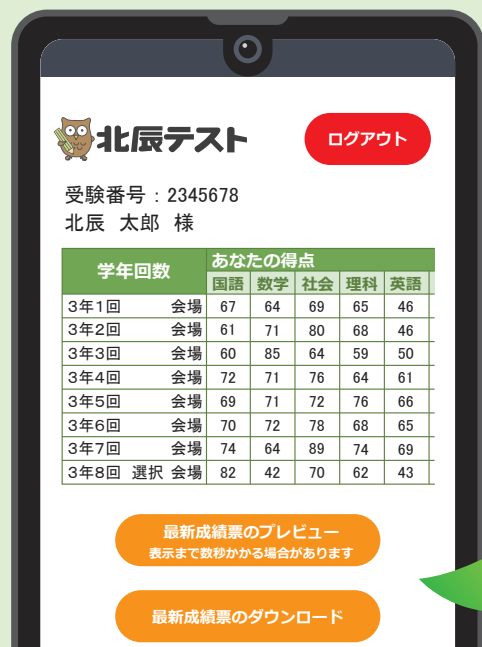 北辰テスト
ログアウト
受験番号：2345678
北辰 太郎 様
学年回数 あなたの得点
国語 数学 社会 理科 英語
3年1回 会場 67 64 69 65 46
3年2回 会場 61 71 80 68 46
3年3回 会場 60 85 64 59 50
3年4回 会場 72 71 76 64 61
3年5回 会場 69 71 72 76 66
3年6回 会場 70 72 78 68 65
3年7回 会場 74 64 89 74 69
3年8回 選択 会場 82 42 70 62 43
最新成績票のプレビュー
表示まで数秒かかる場合があります
最新成績票のダウンロード